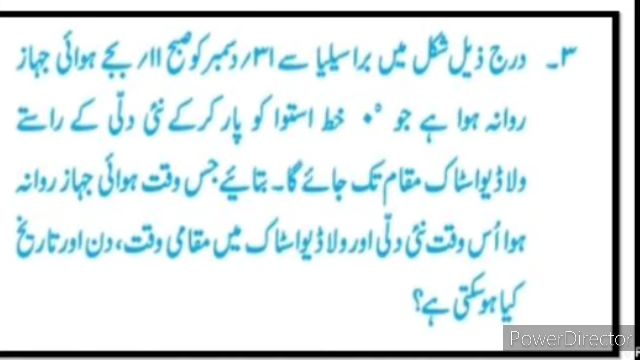 ۳۔ درج ذیل شکل میں براسیلیا سے ۳۱؍دسمبر کو صبح ۱۱؍ بجے ہوائی جہاز
روانہ ہوا ہے جو °۰ خط استوا کو پار کرکے نئی دلّی کے راستے
ولاڈیواسٹاک مقام تک جائے گا۔ بتائیے جس وقت ہوائی جہاز روانہ
ہوا اُس وقت نئی دلّی اور ولاڈیواسٹاک میں مقامی وقت، دن اور تاریخ
کیا ہوسکتی ہے؟
PowerDirector